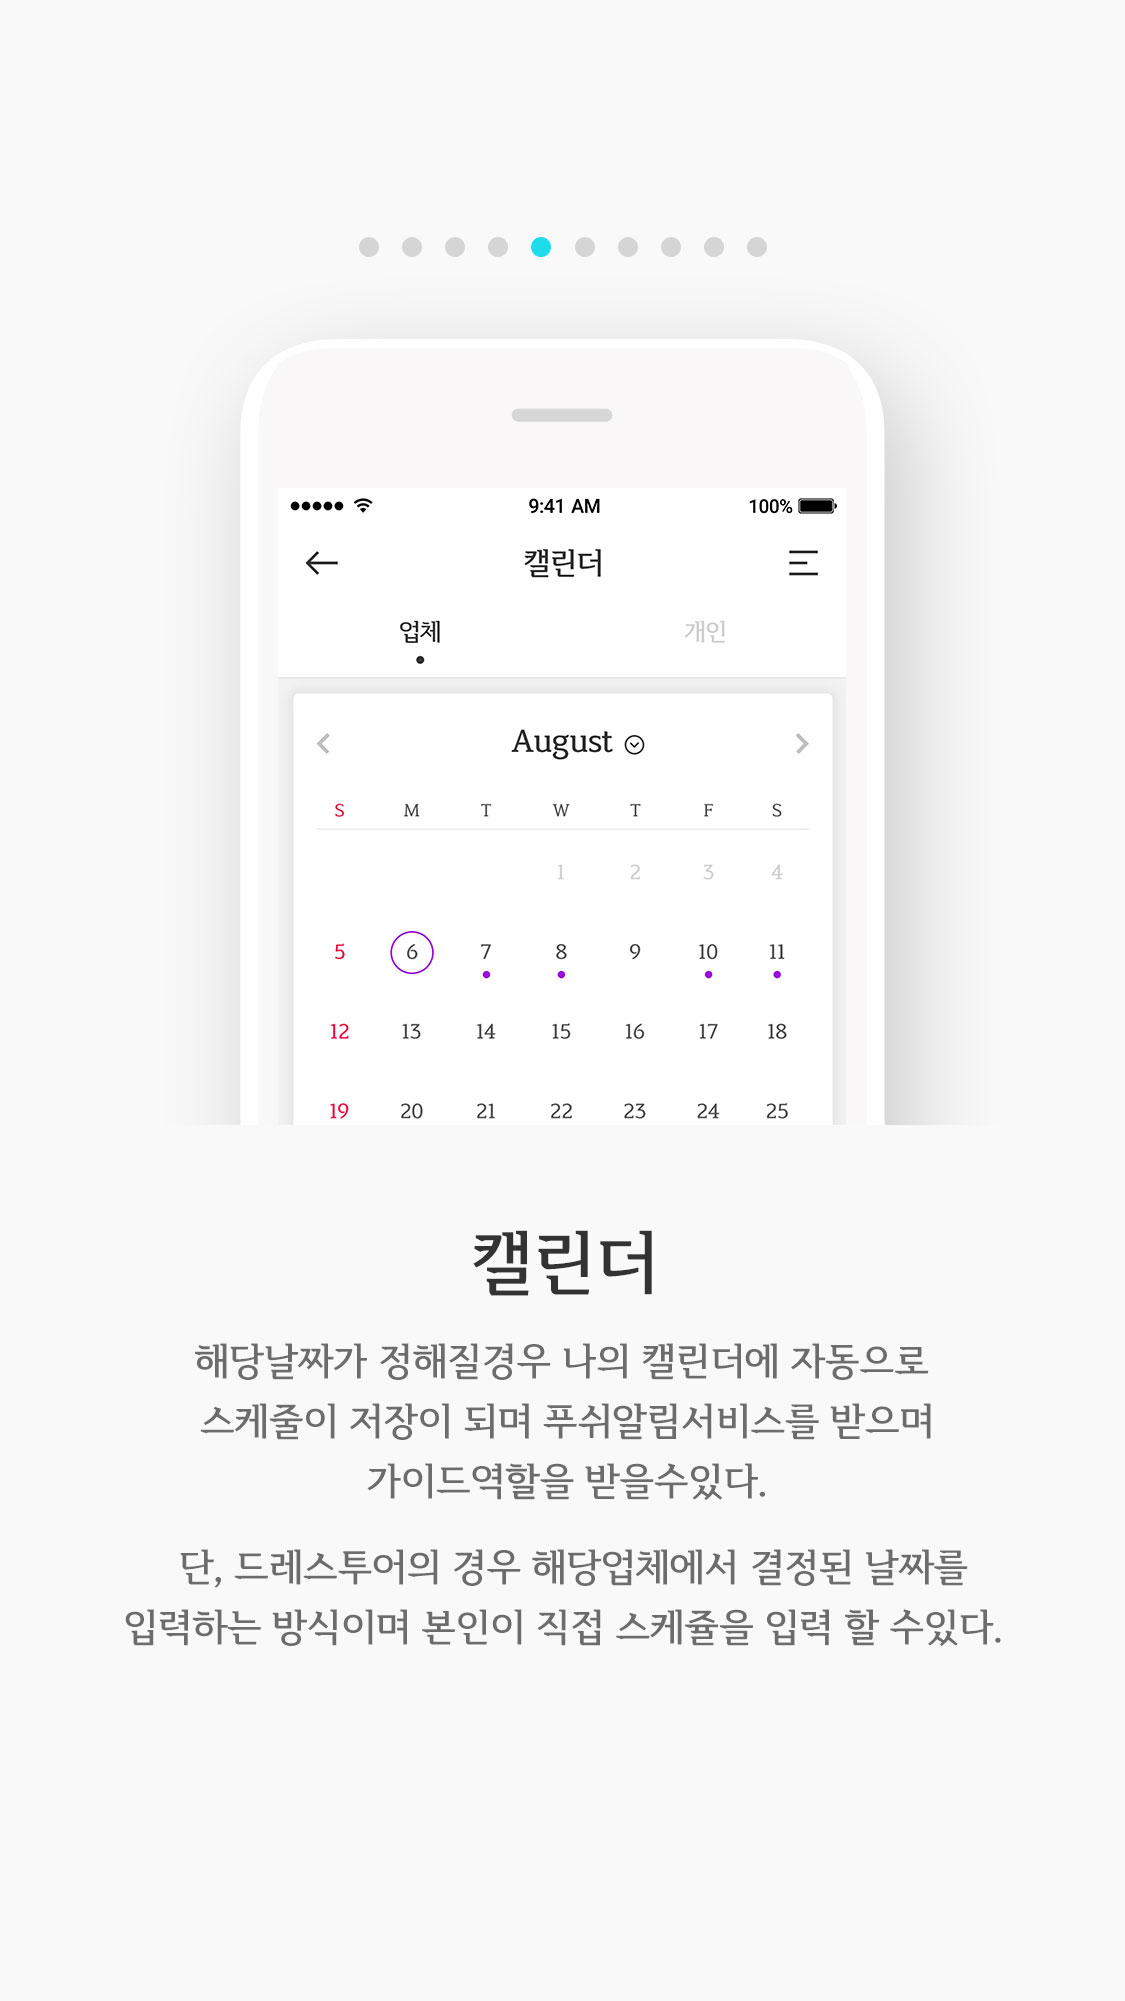 9:41 AM 100%
캘린더
업체 개인
August
S M T W T F S
1 2 3 4
5 6 7 8 9 10 11
12 13 14 15 16 17 18
19 20 21 22 23 24 25
캘린더
해당날짜가 정해질경우 나의 캘린더에 자동으로
스케줄이 저장이 되며 푸쉬알림서비스를 받으며
가이드역할을 받을수있다.
단, 드레스투어의 경우 해당업체에서 결정된 날짜를
입력하는 방식이며 본인이 직접 스케쥴을 입력 할 수있다.